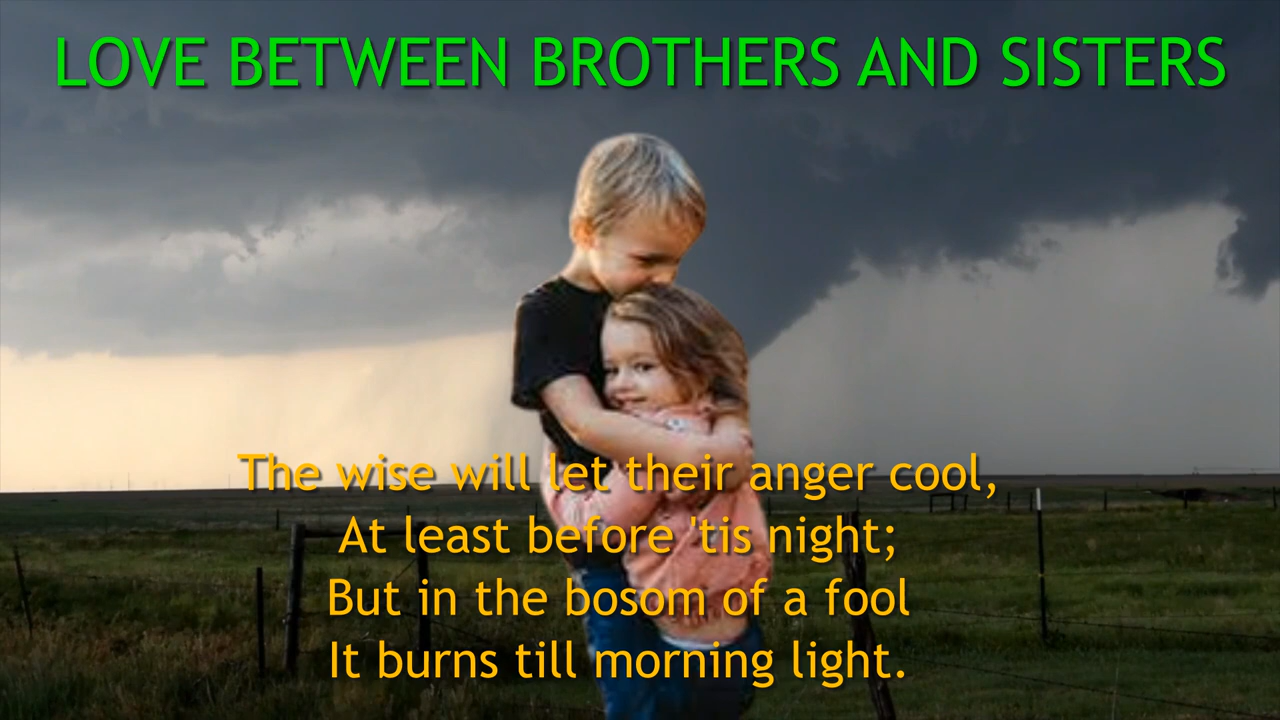 LOVE BETWEEN BROTHERS AND SISTERS
The wise will let their anger cool,
At least before 'tis night;
But in the bosom of a fool
It burns till morning light.